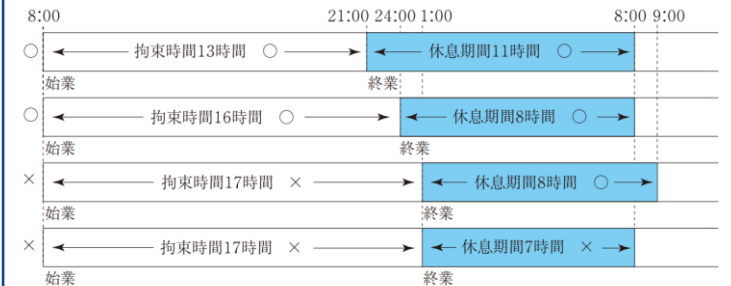 8:00 21:00 24:00 1:00 8:00 9:00
○ 拘束時間13時間 ○ 休息期間11時間 ○
始業 終業
○ 拘束時間16時間 ○ 休息期間8時間 ○
始業 終業
× 拘束時間17時間 × 休息期間8時間 ○
始業 終業
× 拘束時間17時間 × 休息期間7時間 ×
始業 終業